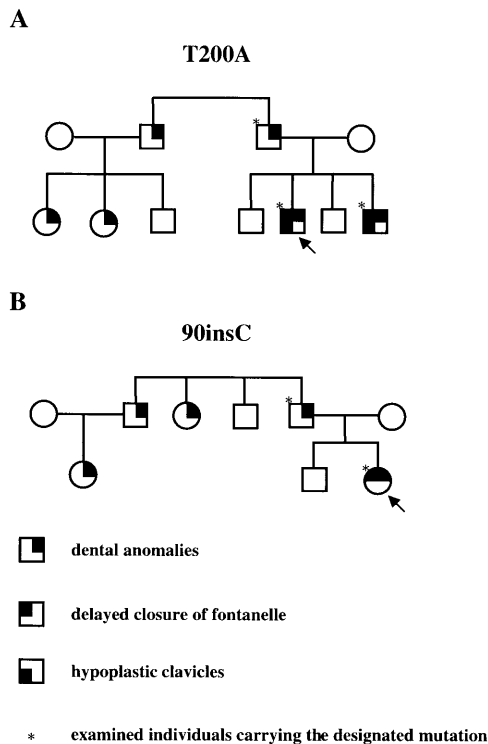 A
T200A
*
* *
B
90insC
*
*
dental anomalies
delayed closure of fontanelle
hypoplastic clavicles
* examined individuals carrying the designated mutation